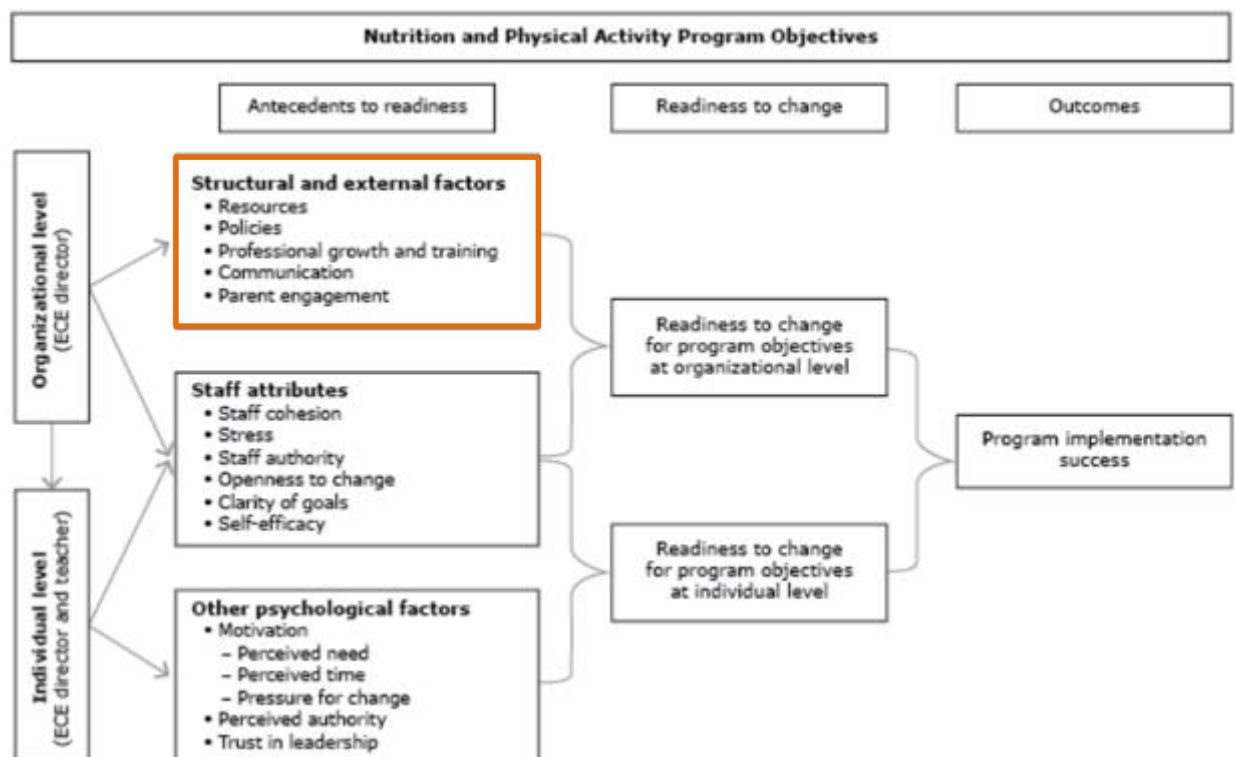 Nutrition and Physical Activity Program Objectives
Antecedents to readiness
Readiness to change
Outcomes
Organizational level
(ECE director)
Structural and external factors
• Resources
• Policies
• Professional growth and training
• Communication
• Parent engagement
Readiness to change
for program objectives
at organizational level
Staff attributes
• Staff cohesion
• Stress
• Staff authority
• Openness to change
• Clarity of goals
• Self-efficacy
Program implementation
success
Individual level
(ECE director and teacher)
Readiness to change
for program objectives
at individual level
Other psychological factors
• Motivation
– Perceived need
– Perceived time
– Pressure for change
• Perceived authority
• Trust in leadership